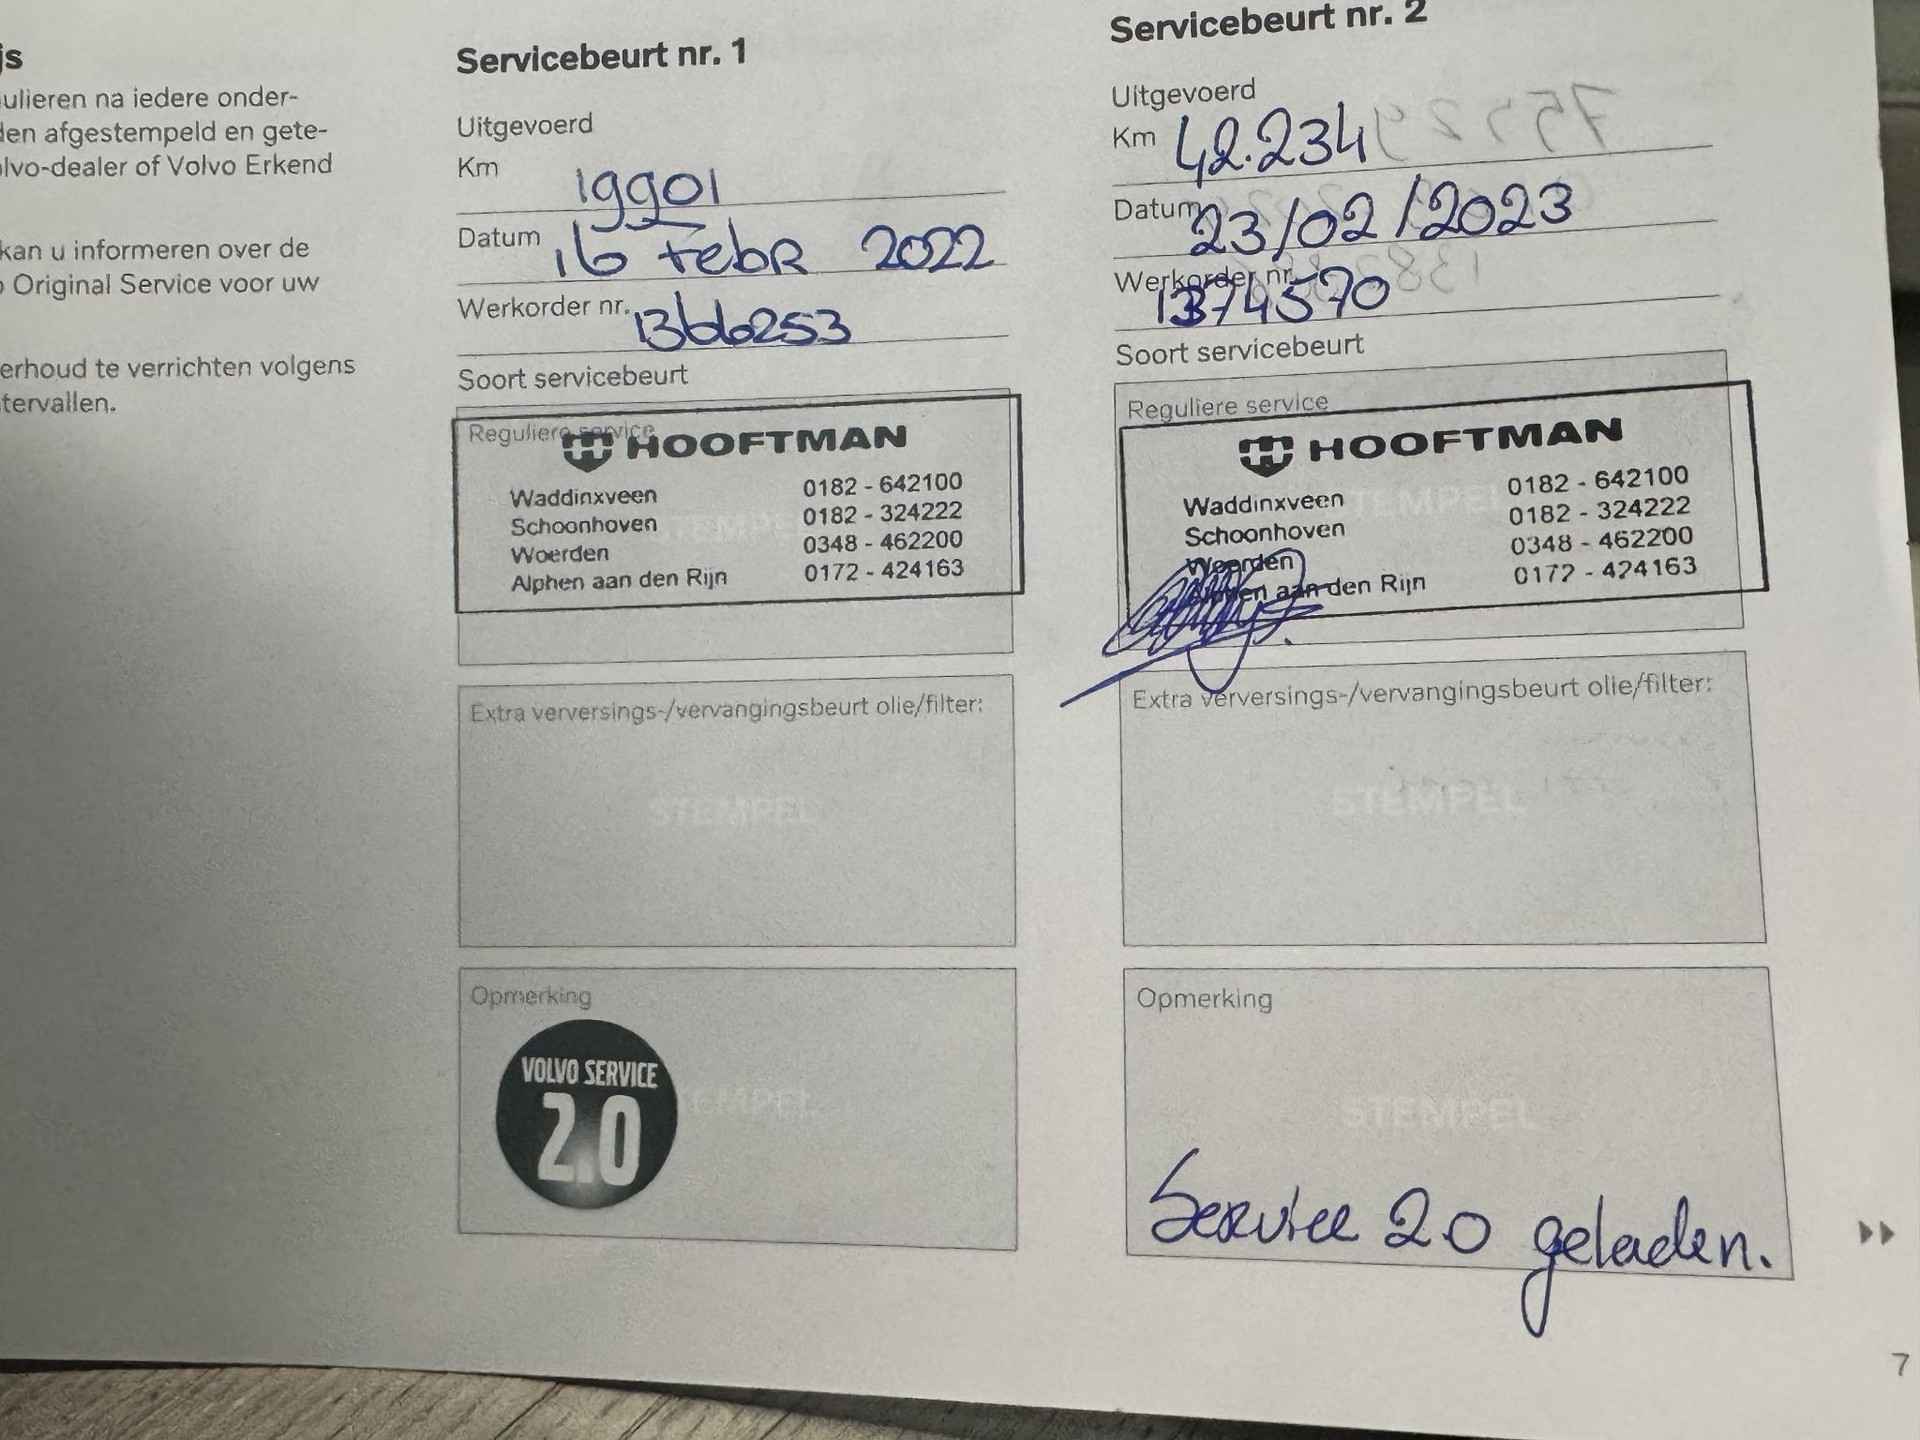 js
ulieren na iedere onder-
den afgestempeld en gete-
olvo-dealer of Volvo Erkend
kan u informeren over de
o Original Service voor uw
erhoud te verrichten volgens
tervallen.
Servicebeurt nr. 1
Uitgevoerd
Km 19901
Datum 16 Febr 2022
Werkorder nr. 1366253
Soort servicebeurt
Reguliere service
HOOFTMAN
Waddinxveen 0182 - 642100
Schoonhoven 0182 - 324222
Woerden 0348 - 462200
Alphen aan den Rijn 0172 - 424163
STEMPEL
Extra verversings-/vervangingsbeurt olie/filter:
STEMPEL
Opmerking
VOLVO SERVICE
2.0
STEMPEL
Servicebeurt nr. 2
Uitgevoerd
Km 42.234
Datum 23/02/2023
Werkorder nr. 1374570
Soort servicebeurt
Reguliere service
HOOFTMAN
Waddinxveen 0182 - 642100
Schoonhoven 0182 - 324222
Woerden 0348 - 462200
Alphen aan den Rijn 0172 - 424163
STEMPEL
Extra verversings-/vervangingsbeurt olie/filter:
STEMPEL
Opmerking
STEMPEL
Service 2.0 geladen.
7